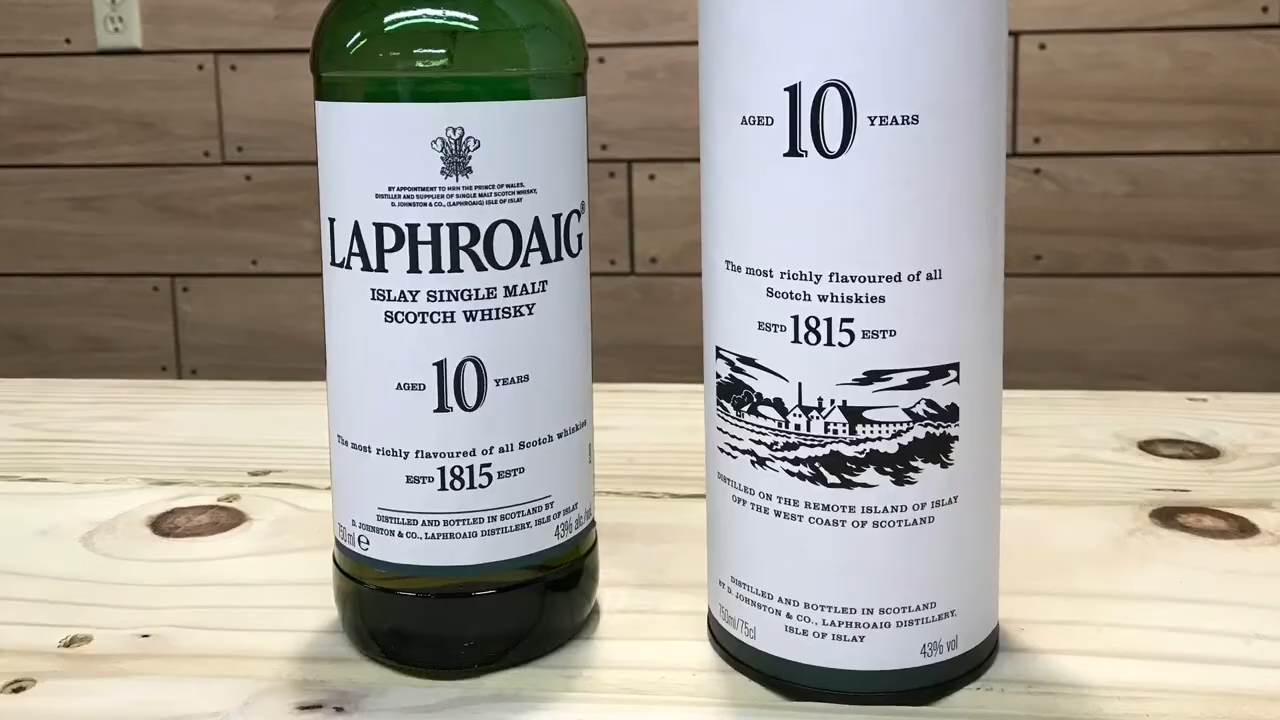 BY APPOINTMENT TO HRH THE PRINCE OF WALES,
DISTILLER AND SUPPLIER OF SINGLE MALT SCOTCH WHISKY,
D. JOHNSTON & CO., (LAPHROAIG) ISLE OF ISLAY
LAPHROAIG®
ISLAY SINGLE MALT
SCOTCH WHISKY
AGED 10 YEARS
The most richly flavoured of all Scotch whiskies
ESTD 1815 ESTD
DISTILLED AND BOTTLED IN SCOTLAND BY
D. JOHNSTON & CO., LAPHROAIG DISTILLERY, ISLE OF ISLAY
750ml e 43% alc./vol.
AGED 10 YEARS
The most richly flavoured of all
Scotch whiskies
ESTD 1815 ESTD
DISTILLED ON THE REMOTE ISLAND OF ISLAY
OFF THE WEST COAST OF SCOTLAND
DISTILLED AND BOTTLED IN SCOTLAND
BY D. JOHNSTON & CO., LAPHROAIG DISTILLERY,
ISLE OF ISLAY
750ml/75cl 43% vol